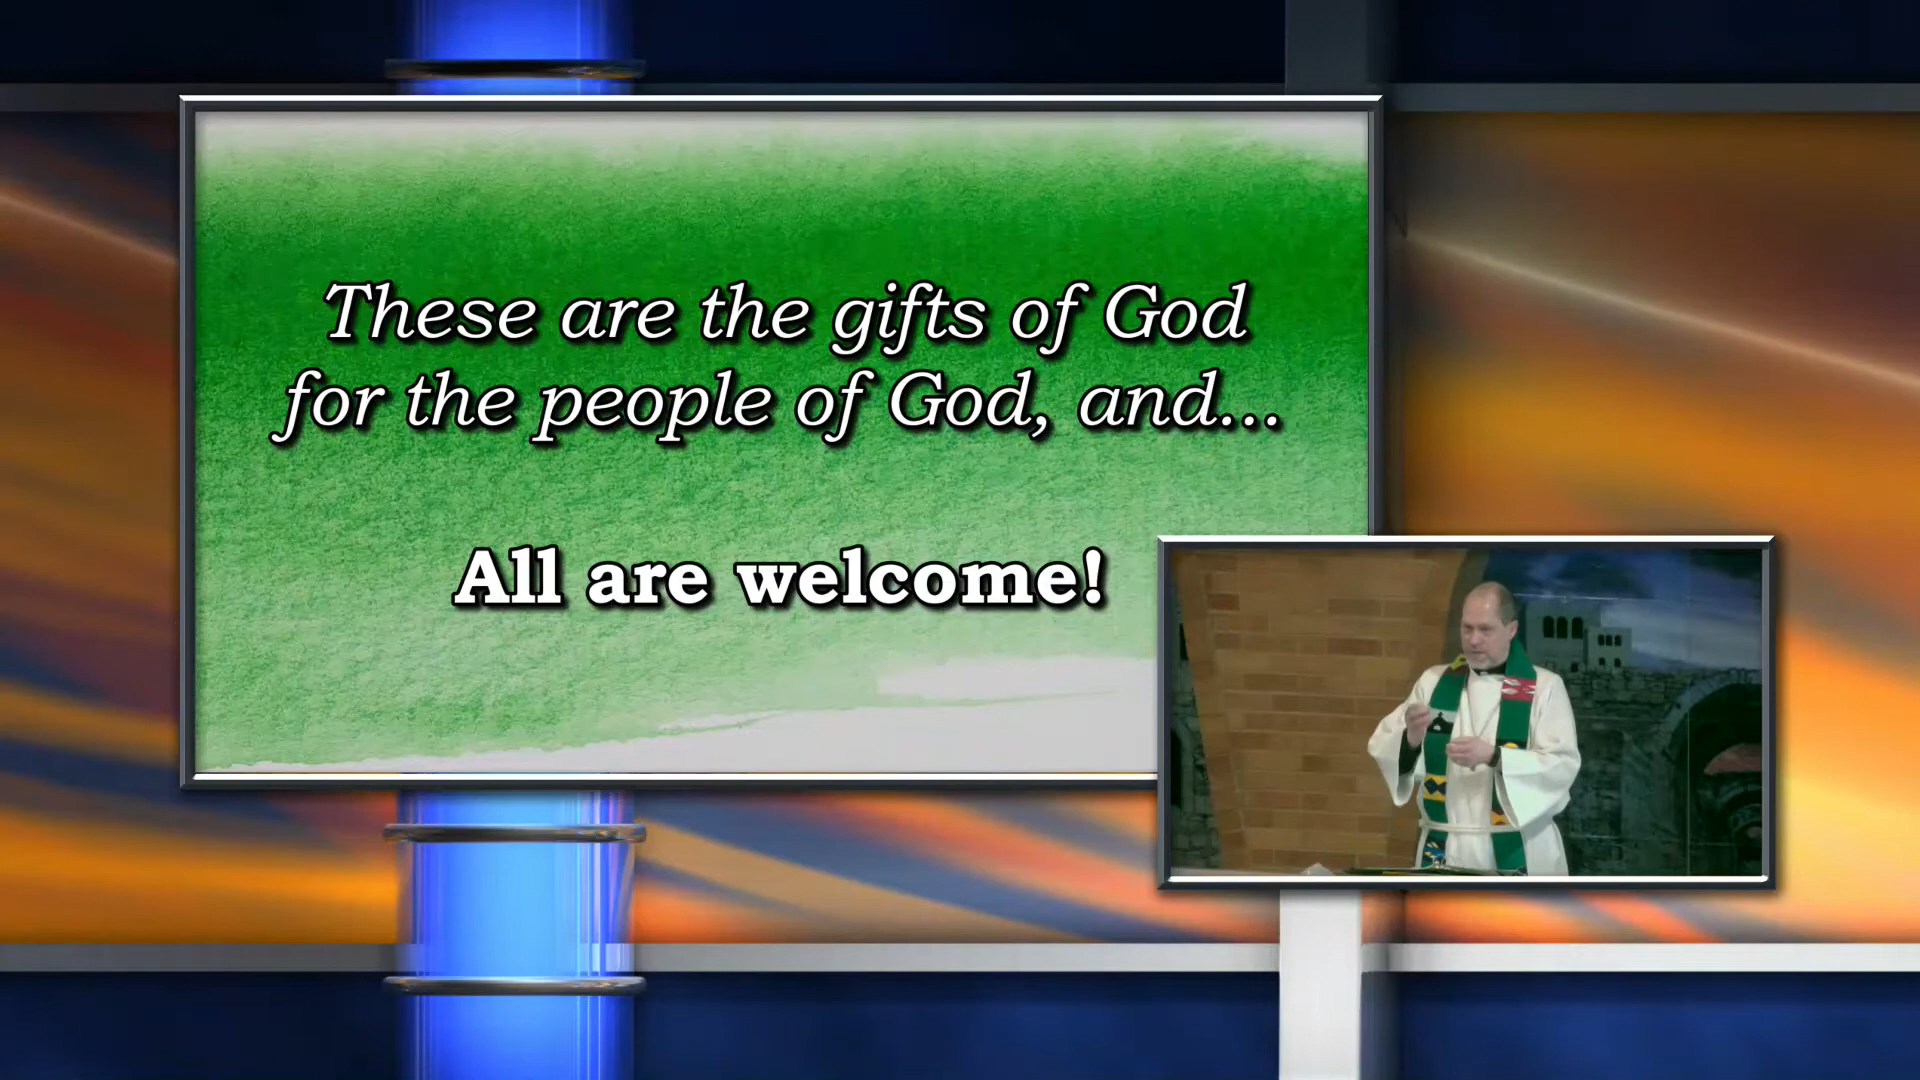 These are the gifts of God
for the people of God, and...
All are welcome!